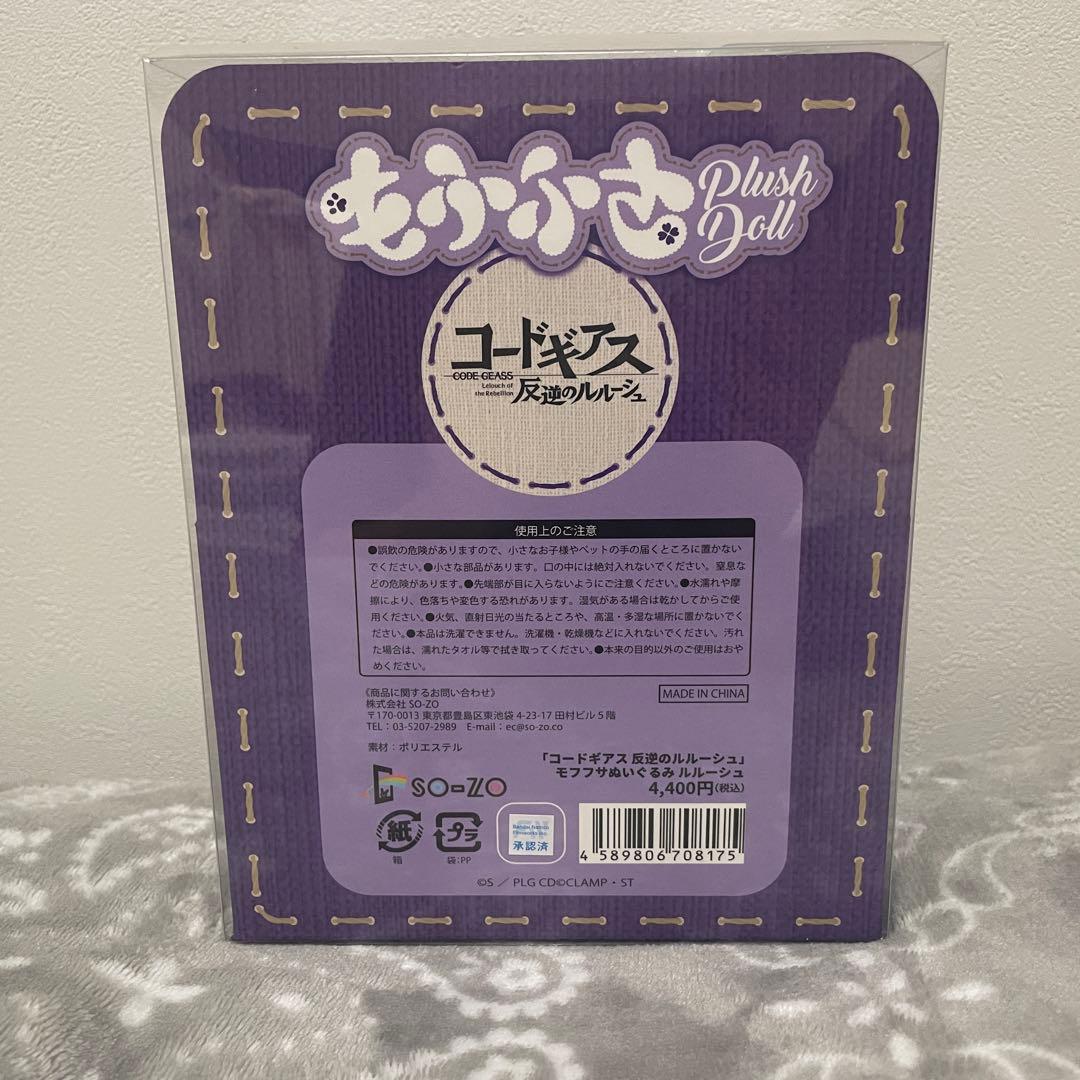 もふふさ Plush Doll
コードギアス
CODE GEASS
Lelouch of
the Rebellion
反逆のルルーシュ
使用上のご注意
●誤飲の危険がありますので、小さなお子様やペットの手の届くところに置かない
でください。●小さな部品があります。口の中には絶対入れないでください。窒息な
どの危険があります。●先端部が目に入らないようにご注意ください。●水濡れや摩
擦により、色落ちや変色する恐れがあります。湿気がある場合は乾かしてからご使
用ください。●火気、直射日光の当たるところや、高温・多湿な場所に置かないでく
ださい。●本品は洗濯できません。洗濯機・乾燥機などに入れないでください。汚れ
た場合は、濡れたタオル等で拭き取ってください。●本来の目的以外のご使用はおや
めください。
《商品に関するお問い合わせ》
株式会社 SO-ZO
〒170-0013 東京都豊島区東池袋 4-23-17 田村ビル 5 階
TEL：03-5207-2989 E-mail：ec@so-zo.co
MADE IN CHINA
素材：ポリエステル
「コードギアス 反逆のルルーシュ」
モフフサぬいぐるみ ルルーシュ
4,400円(税込)
SO-ZO
紙
箱
プラ
袋:PP
Bandai Namco
Filmworks Inc.
承認済
4 589806 708175
©S ／ PLG CD©CLAMP・ST